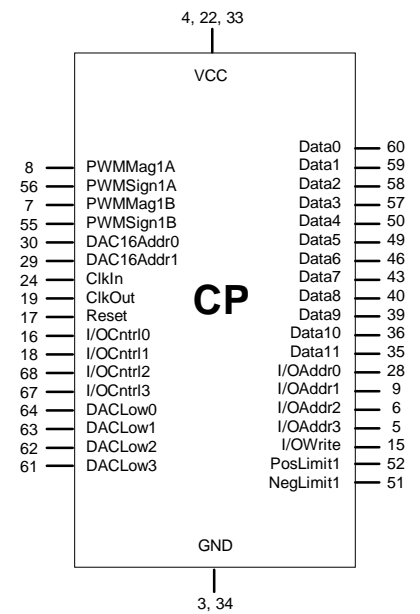 4, 22, 33
VCC
8 PWMMag1A
56 PWMSign1A
7 PWMMag1B
55 PWMSign1B
30 DAC16Addr0
29 DAC16Addr1
24 ClkIn
19 ClkOut
17 Reset
16 I/OCntrl0
18 I/OCntrl1
68 I/OCntrl2
67 I/OCntrl3
64 DACLow0
63 DACLow1
62 DACLow2
61 DACLow3
CP
Data0 60
Data1 59
Data2 58
Data3 57
Data4 50
Data5 49
Data6 46
Data7 43
Data8 40
Data9 39
Data10 36
Data11 35
I/OAddr0 28
I/OAddr1 9
I/OAddr2 6
I/OAddr3 5
I/OWrite 15
PosLimit1 52
NegLimit1 51
GND
3, 34